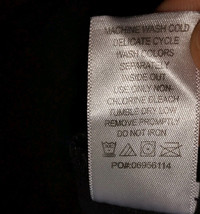 MACHINE WASH COLD
DELICATE CYCLE
WASH COLORS
SEPARATELY
INSIDE OUT
USE ONLY NON-
CHLORINE BLEACH
TUMBLE DRY LOW
REMOVE PROMPTLY
DO NOT IRON
PO#:06956114